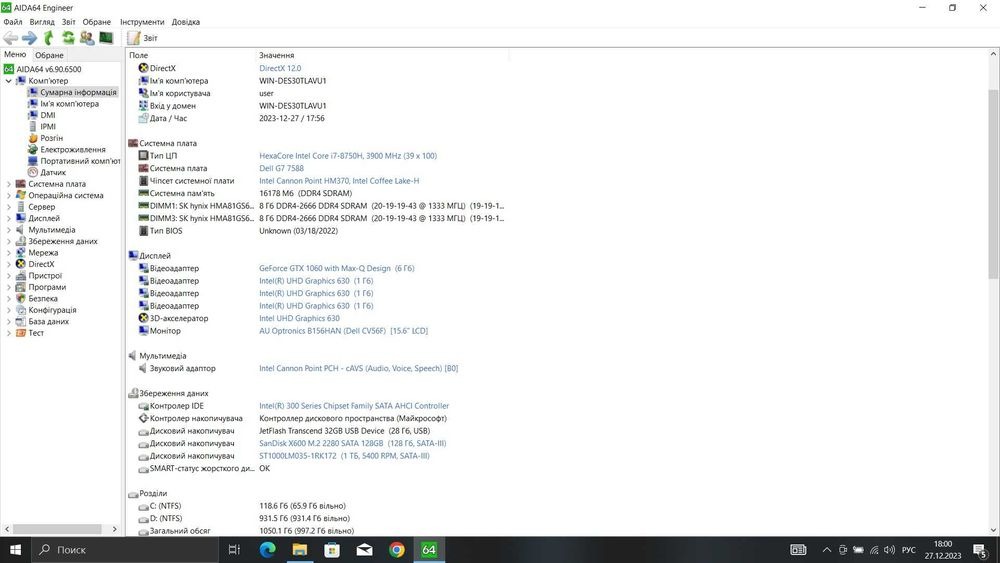 AIDA64 Engineer
Файл Вигляд Звіт Обране Інструменти Довідка
Звіт
Меню Обране
AIDA64 v6.90.6500
Комп'ютер
Сумарна інформація
Ім'я комп'ютера
DMI
IPMI
Розгін
Електроживлення
Портативний комп'ют
Датчик
Системна плата
Операційна система
Сервер
Дисплей
Мультимедіа
Збереження даних
Мережа
DirectX
Пристрої
Програми
Безпека
Конфігурація
База даних
Тест
Поле Значення
DirectX DirectX 12.0
Ім'я комп'ютера WIN-DES30TLAVU1
Ім'я користувача user
Вхід у домен WIN-DES30TLAVU1
Дата / Час 2023-12-27 / 17:56
Системна плата
Тип ЦП HexaCore Intel Core i7-8750H, 3900 MHz (39 x 100)
Системна плата Dell G7 7588
Чіпсет системної плати Intel Cannon Point HM370, Intel Coffee Lake-H
Системна пам'ять 16178 Мб (DDR4 SDRAM)
DIMM1: SK hynix HMA81GS6... 8 Гб DDR4-2666 DDR4 SDRAM (20-19-19-43 @ 1333 МГЦ) (19-19-1...
DIMM3: SK hynix HMA81GS6... 8 Гб DDR4-2666 DDR4 SDRAM (20-19-19-43 @ 1333 МГЦ) (19-19-1...
Тип BIOS Unknown (03/18/2022)
Дисплей
Відеоадаптер GeForce GTX 1060 with Max-Q Design (6 Гб)
Відеоадаптер Intel(R) UHD Graphics 630 (1 Гб)
Відеоадаптер Intel(R) UHD Graphics 630 (1 Гб)
Відеоадаптер Intel(R) UHD Graphics 630 (1 Гб)
3D-акселератор Intel UHD Graphics 630
Монітор AU Optronics B156HAN (Dell CV56F) [15.6" LCD]
Мультимедіа
Звуковий адаптор Intel Cannon Point PCH - cAVS (Audio, Voice, Speech) [B0]
Збереження даних
Контролер IDE Intel(R) 300 Series Chipset Family SATA AHCI Controller
Контролер накопичувача Контроллер дискового пространства (Майкрософт)
Дисковий накопичувач JetFlash Transcend 32GB USB Device (28 Гб, USB)
Дисковий накопичувач SanDisk X600 M.2 2280 SATA 128GB (128 Гб, SATA-III)
Дисковий накопичувач ST1000LM035-1RK172 (1 ТБ, 5400 RPM, SATA-III)
SMART-статус жорсткого ди... OK
Розділи
C: (NTFS) 118.6 Гб (65.9 Гб вільно)
D: (NTFS) 931.5 Гб (931.4 Гб вільно)
Загальний обсяг 1050.1 Гб (997.2 Гб вільно)
Поиск
64
РУС
18:00
27.12.2023
5